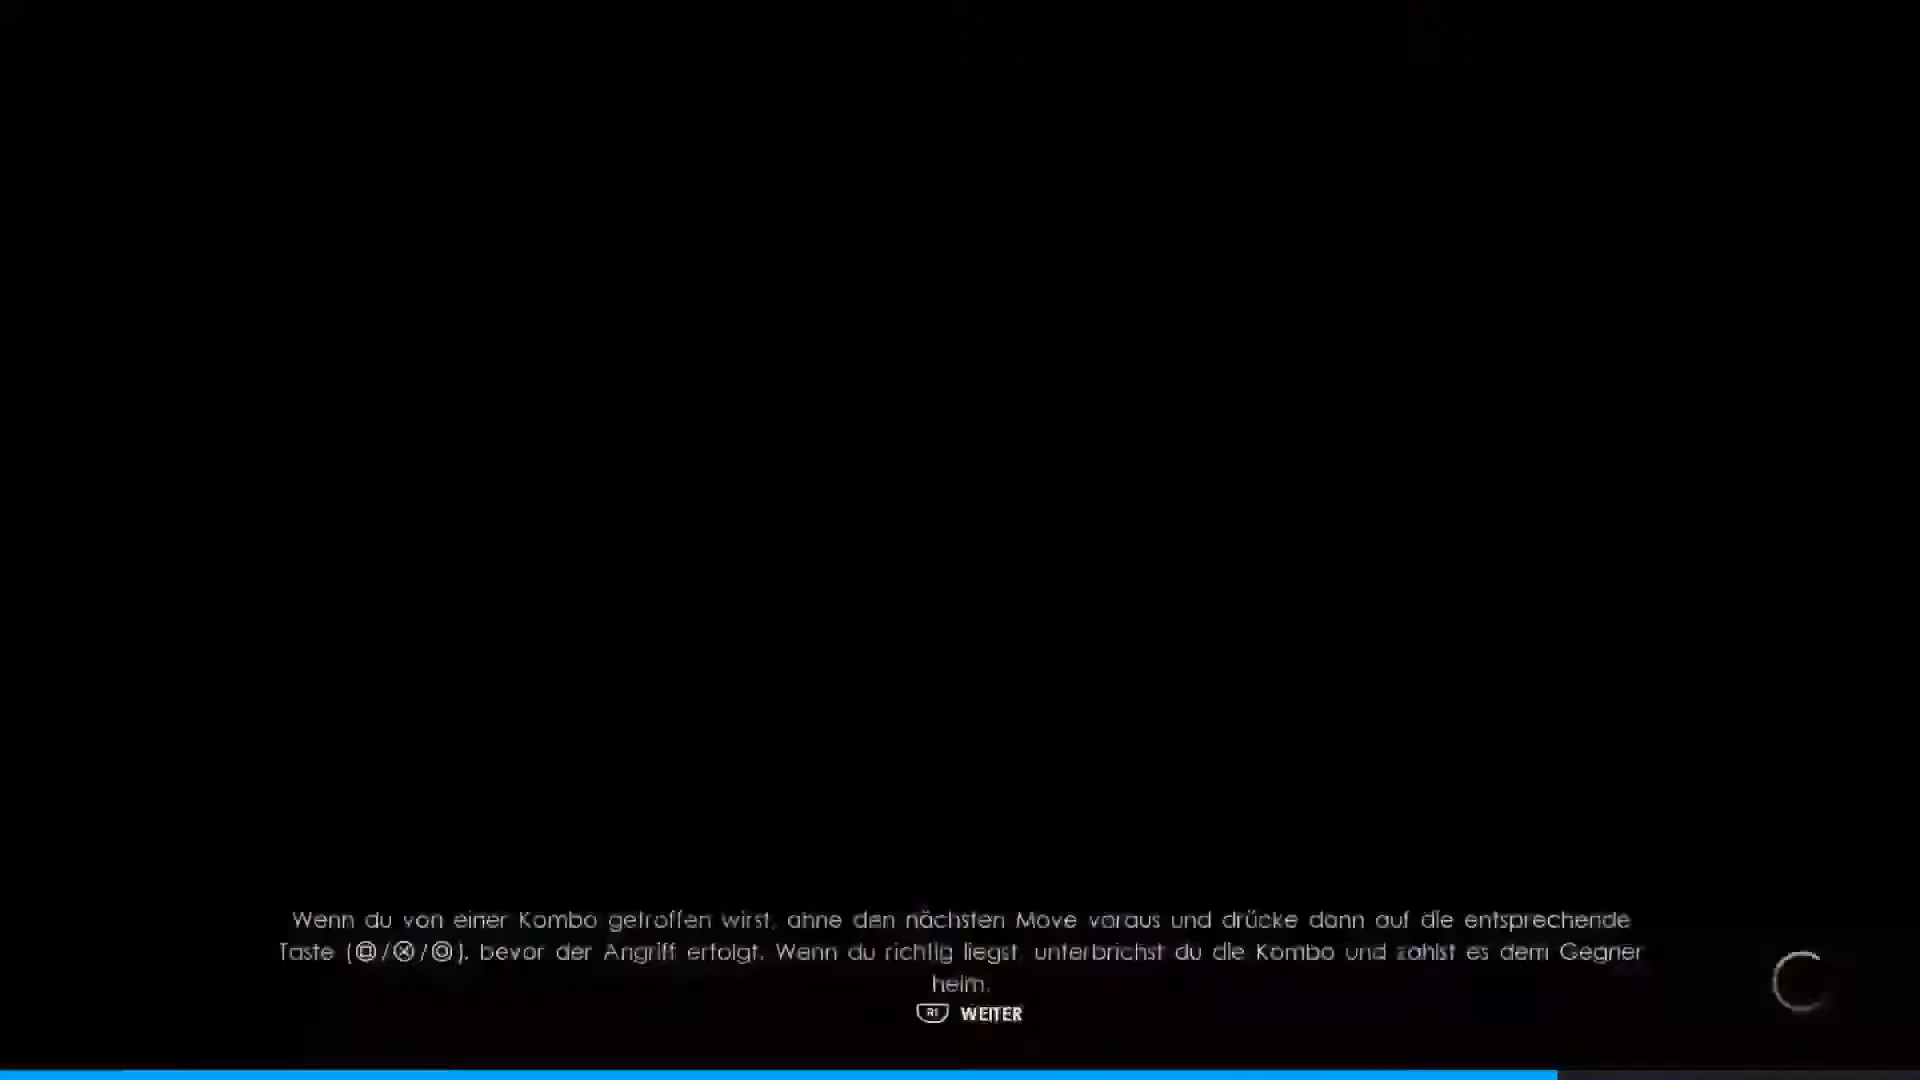 Wenn du von einer Kombo getroffen wirst, ahne den nächsten Move voraus und drücke dann auf die entsprechende
Taste (□/⊗/○), bevor der Angriff erfolgt. Wenn du richtig liegst, unterbrichst du die Kombo und zahlst es dem Gegner
heim.
R1 WEITER